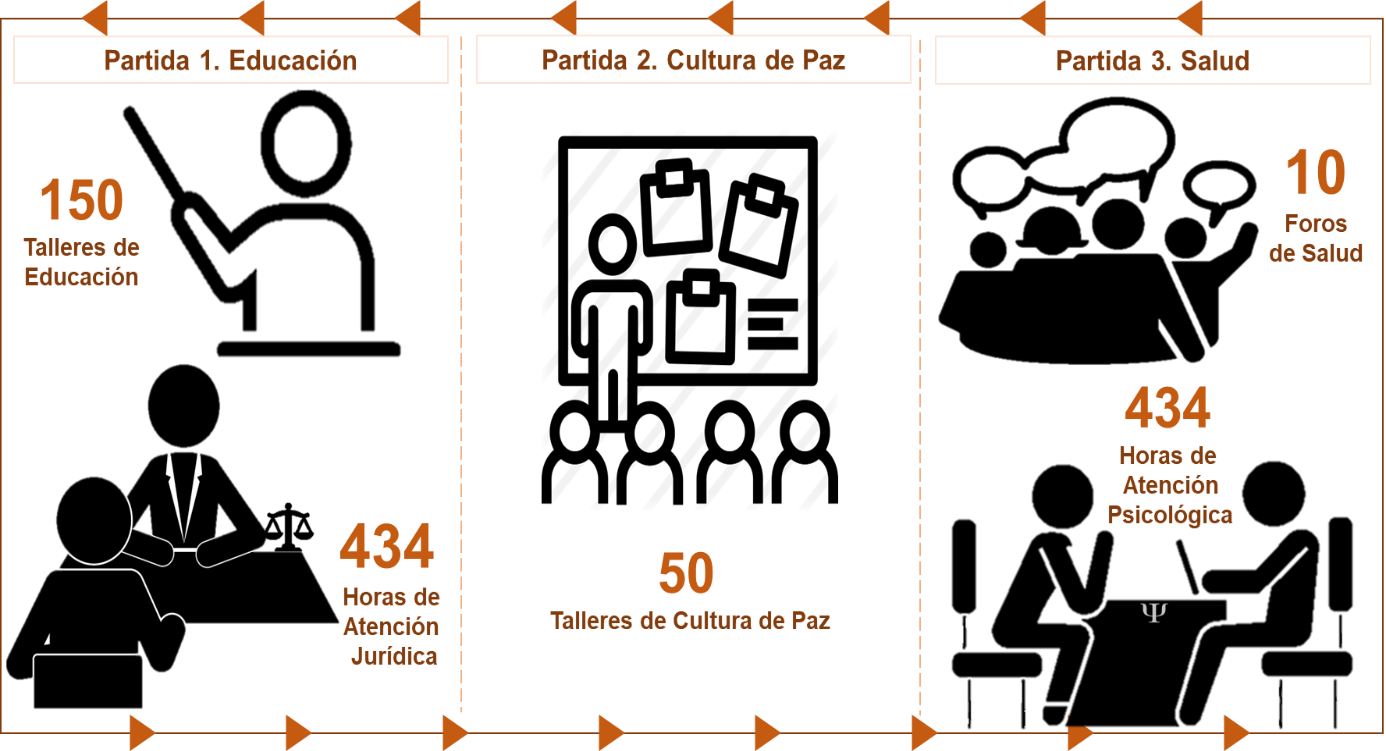 Partida 1. Educación
150
Talleres de
Educación
434
Horas de
Atención
Jurídica
Partida 2. Cultura de Paz
50
Talleres de Cultura de Paz
Partida 3. Salud
10
Foros
de Salud
434
Horas de
Atención
Psicológica
Ψ